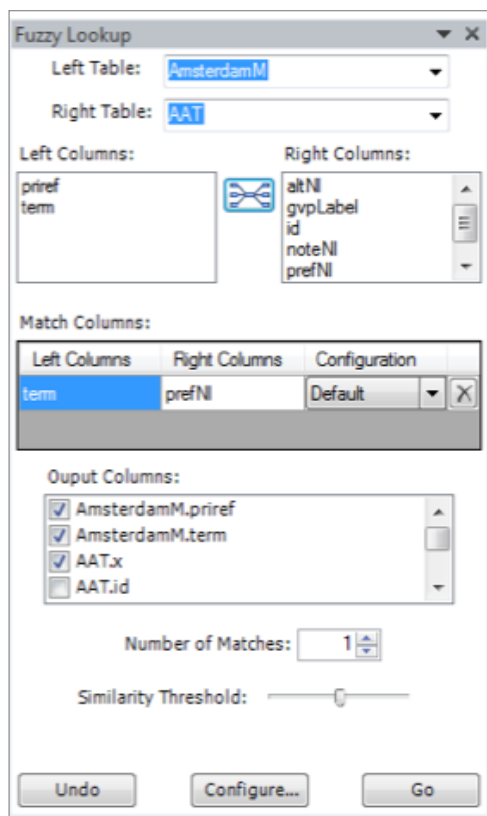 Fuzzy Lookup
Left Table: AmsterdamM
Right Table: AAT
Left Columns: Right Columns:
priref altNl
term gvpLabel
id
noteNl
prefNl
Match Columns:
Left Columns Right Columns Configuration
term prefNl Default
Ouput Columns:
AmsterdamM.priref
AmsterdamM.term
AAT.x
AAT.id
Number of Matches: 1
Similarity Threshold:
Undo Configure... Go